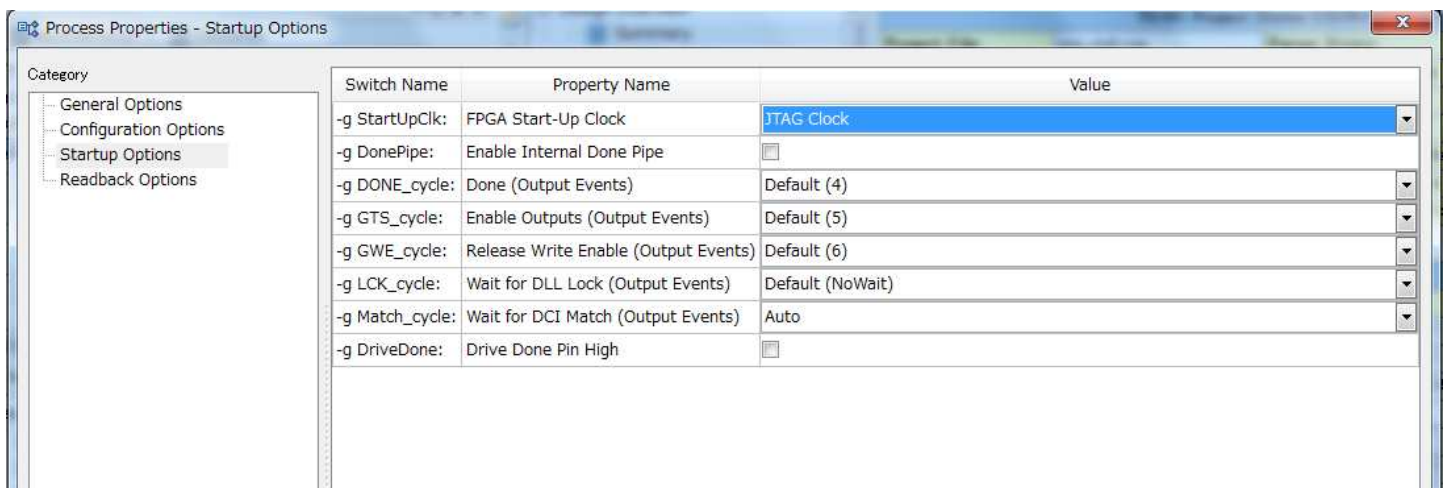 Process Properties - Startup Options
Summary
Category
General Options
Configuration Options
Startup Options
Readback Options
Switch Name Property Name Value
-g StartUpClk: FPGA Start-Up Clock JTAG Clock
-g DonePipe: Enable Internal Done Pipe
-g DONE_cycle: Done (Output Events) Default (4)
-g GTS_cycle: Enable Outputs (Output Events) Default (5)
-g GWE_cycle: Release Write Enable (Output Events) Default (6)
-g LCK_cycle: Wait for DLL Lock (Output Events) Default (NoWait)
-g Match_cycle: Wait for DCI Match (Output Events) Auto
-g DriveDone: Drive Done Pin High